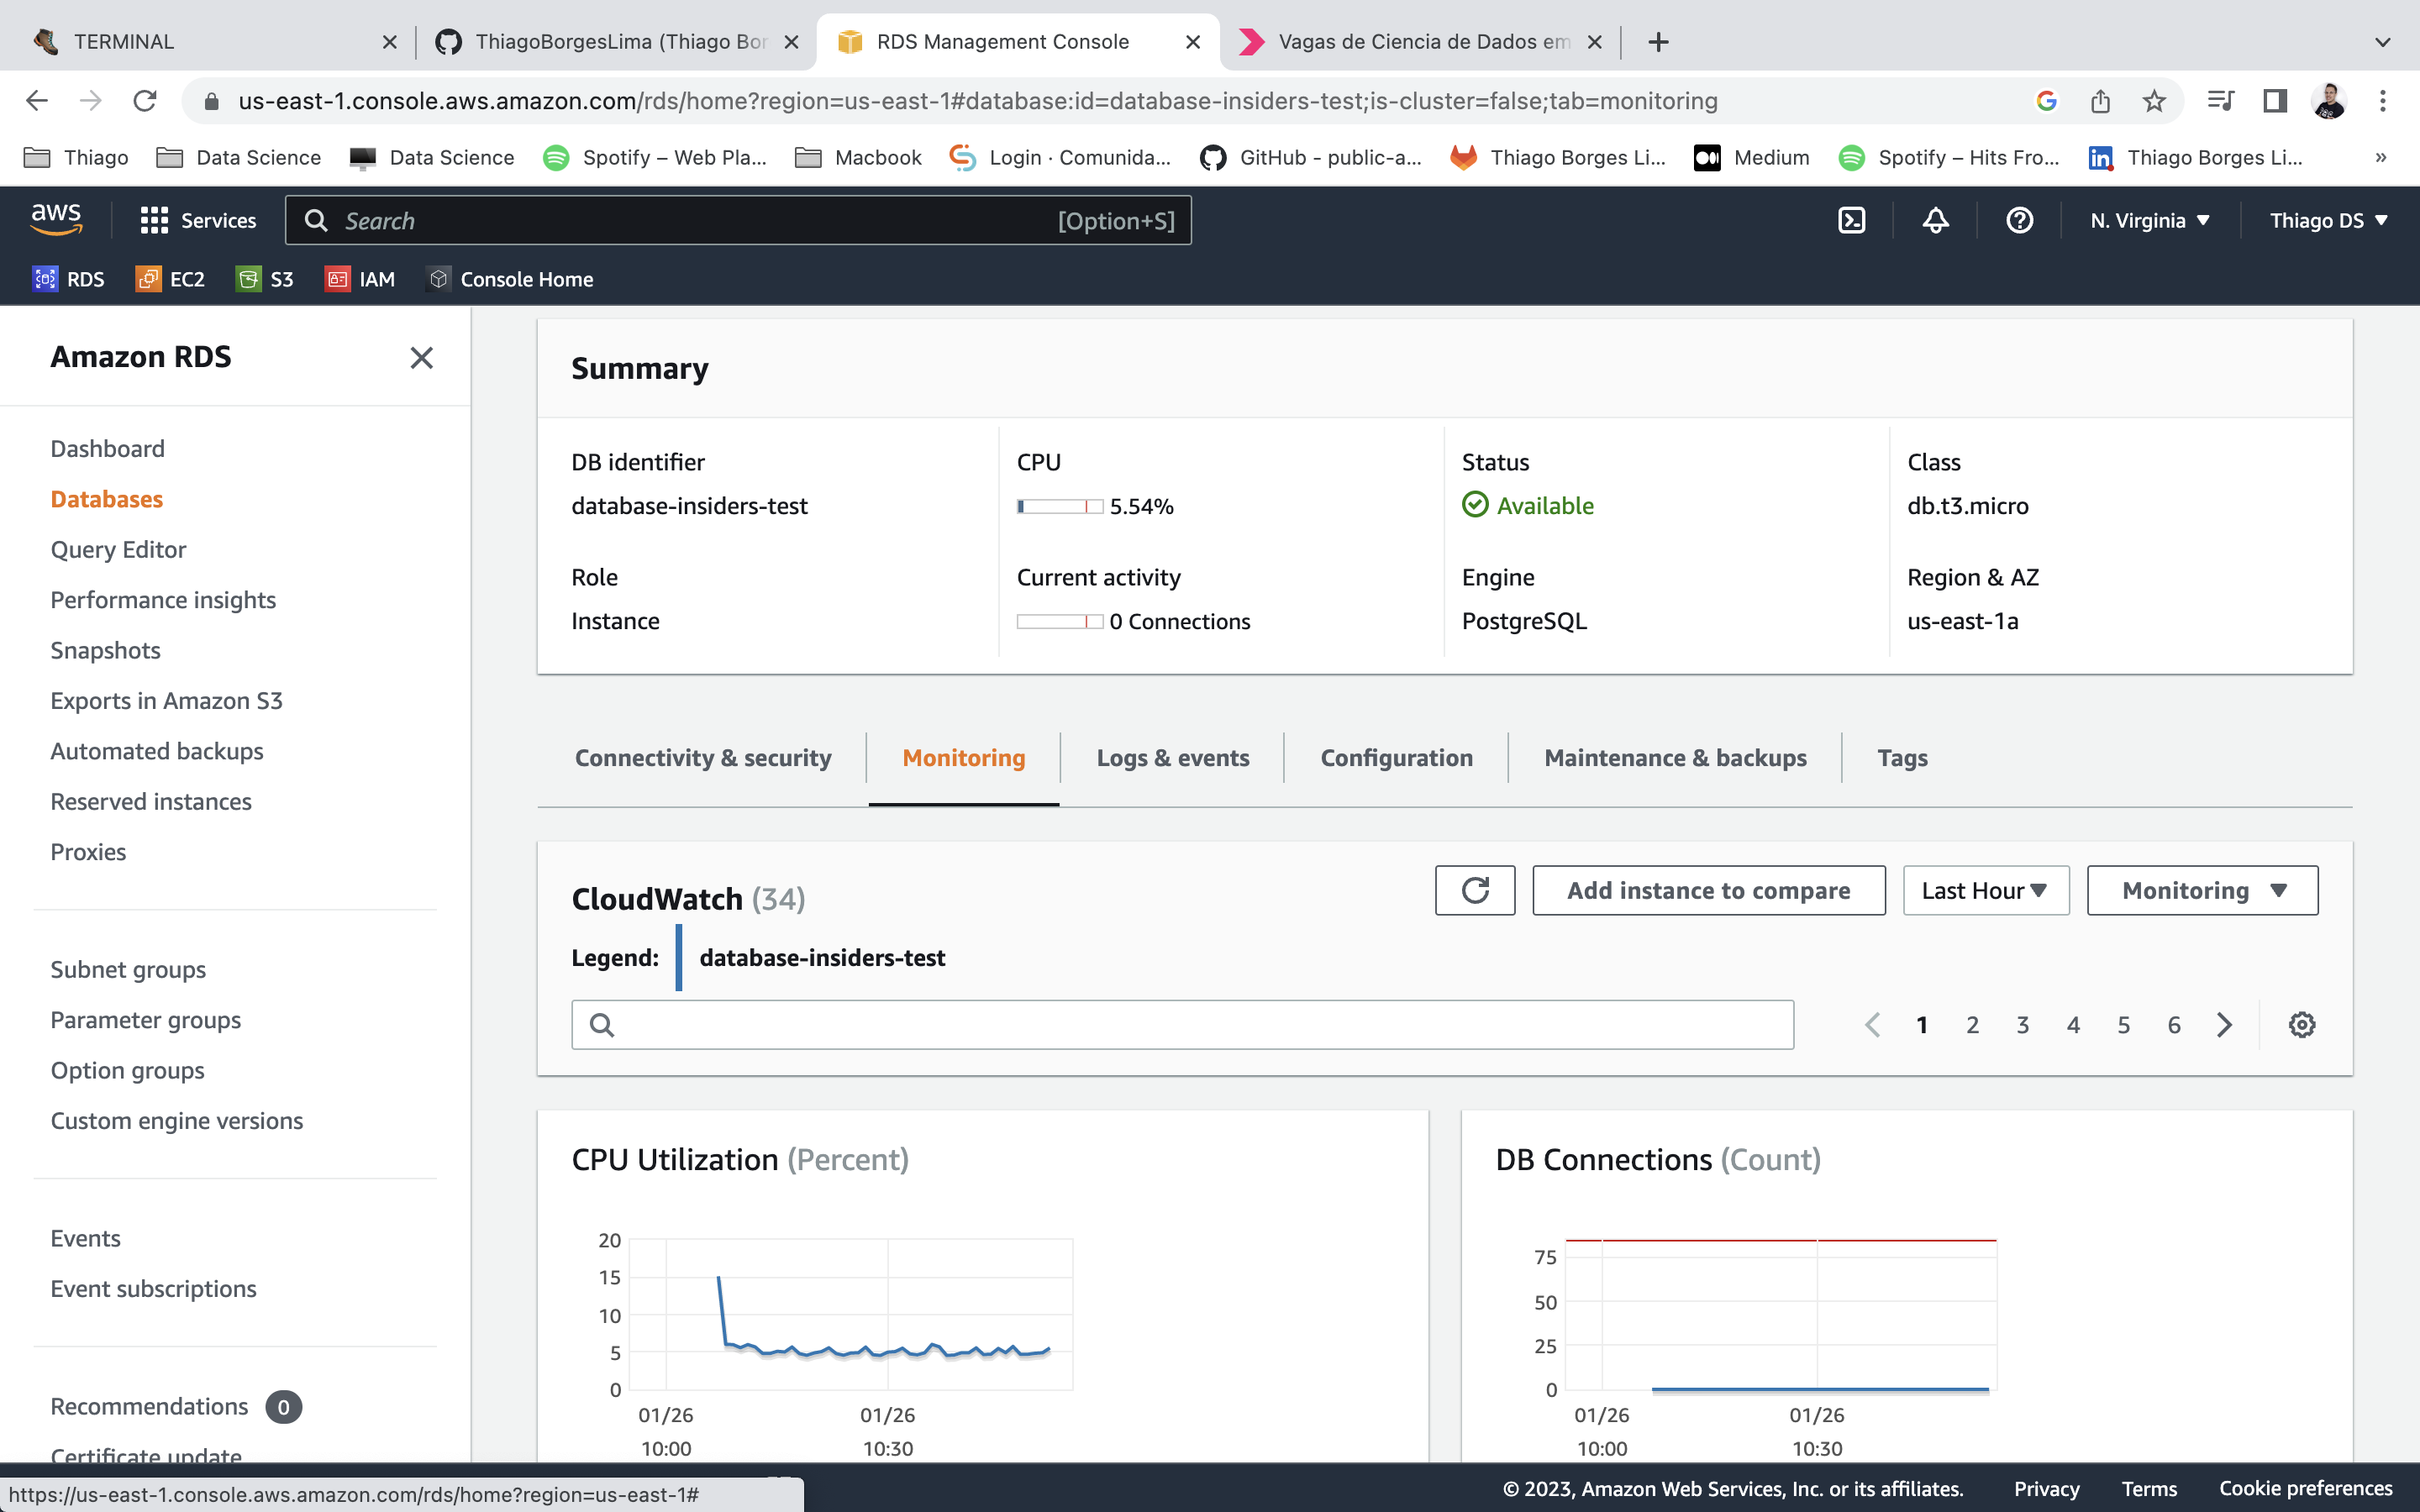 TERMINAL
ThiagoBorgesLima (Thiago Bor
RDS Management Console
Vagas de Ciencia de Dados em
us-east-1.console.aws.amazon.com/rds/home?region=us-east-1#database:id=database-insiders-test;is-cluster=false;tab=monitoring
Thiago
Data Science
Data Science
Spotify – Web Pla...
Macbook
Login · Comunida...
GitHub - public-a...
Thiago Borges Li...
Medium
Spotify – Hits Fro...
Thiago Borges Li...
»
aws
Services
Search
[Option+S]
N. Virginia
Thiago DS
RDS
EC2
S3
IAM
Console Home
Amazon RDS
Dashboard
Databases
Query Editor
Performance insights
Snapshots
Exports in Amazon S3
Automated backups
Reserved instances
Proxies
Subnet groups
Parameter groups
Option groups
Custom engine versions
Events
Event subscriptions
Recommendations 0
Certificate update
Summary
DB identifier
database-insiders-test
CPU
5.54%
Status
Available
Class
db.t3.micro
Role
Instance
Current activity
0 Connections
Engine
PostgreSQL
Region & AZ
us-east-1a
Connectivity & security
Monitoring
Logs & events
Configuration
Maintenance & backups
Tags
CloudWatch (34)
Add instance to compare
Last Hour
Monitoring
Legend:
database-insiders-test
1 2 3 4 5 6
CPU Utilization (Percent)
20
15
10
5
0
01/26
10:00
01/26
10:30
DB Connections (Count)
75
50
25
0
01/26
10:00
01/26
10:30
https://us-east-1.console.aws.amazon.com/rds/home?region=us-east-1#
© 2023, Amazon Web Services, Inc. or its affiliates.
Privacy
Terms
Cookie preferences